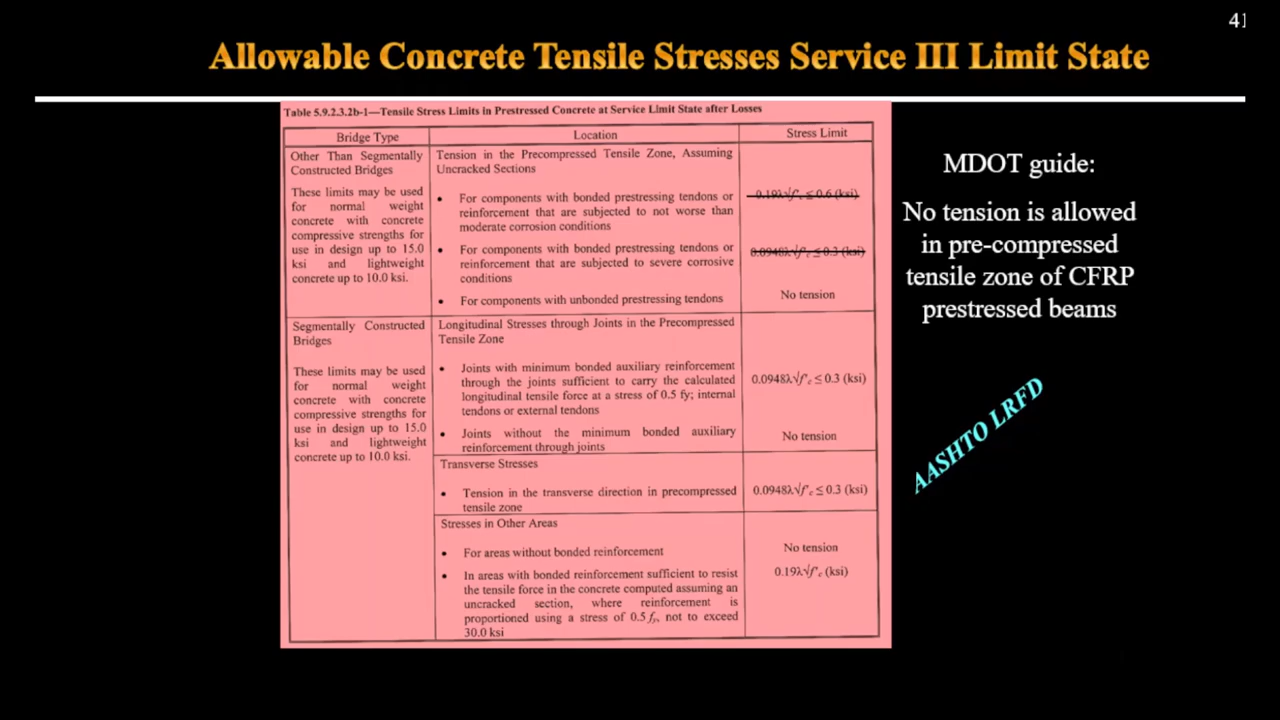 41
Allowable Concrete Tensile Stresses Service III Limit State
Table 5.9.2.3.2b-1—Tensile Stress Limits in Prestressed Concrete at Service Limit State after Losses
Bridge Type
Location
Stress Limit
Other Than Segmentally
Constructed Bridges
These limits may be used
for normal weight
concrete with concrete
compressive strengths for
use in design up to 15.0
ksi and lightweight
concrete up to 10.0 ksi.
Tension in the Precompressed Tensile Zone, Assuming
Uncracked Sections
• For components with bonded prestressing tendons or
reinforcement that are subjected to not worse than
moderate corrosion conditions
0.19λ√f'c ≤ 0.6 (ksi)
• For components with bonded prestressing tendons or
reinforcement that are subjected to severe corrosive
conditions
0.0948λ√f'c ≤ 0.3 (ksi)
• For components with unbonded prestressing tendons
No tension
Segmentally Constructed
Bridges
These limits may be used
for normal weight
concrete with concrete
compressive strengths for
use in design up to 15.0
ksi and lightweight
concrete up to 10.0 ksi.
Longitudinal Stresses through Joints in the Precompressed
Tensile Zone
• Joints with minimum bonded auxiliary reinforcement
through the joints sufficient to carry the calculated
longitudinal tensile force at a stress of 0.5 fy; internal
tendons or external tendons
0.0948λ√f'c ≤ 0.3 (ksi)
• Joints without the minimum bonded auxiliary
reinforcement through joints
No tension
Transverse Stresses
• Tension in the transverse direction in precompressed
tensile zone
0.0948λ√f'c ≤ 0.3 (ksi)
Stresses in Other Areas
• For areas without bonded reinforcement
No tension
• In areas with bonded reinforcement sufficient to resist
the tensile force in the concrete computed assuming an
uncracked section, where reinforcement is
proportioned using a stress of 0.5 fy, not to exceed
30.0 ksi
0.19λ√f'c (ksi)
MDOT guide:
No tension is allowed
in pre-compressed
tensile zone of CFRP
prestressed beams
AASHTO LRFD